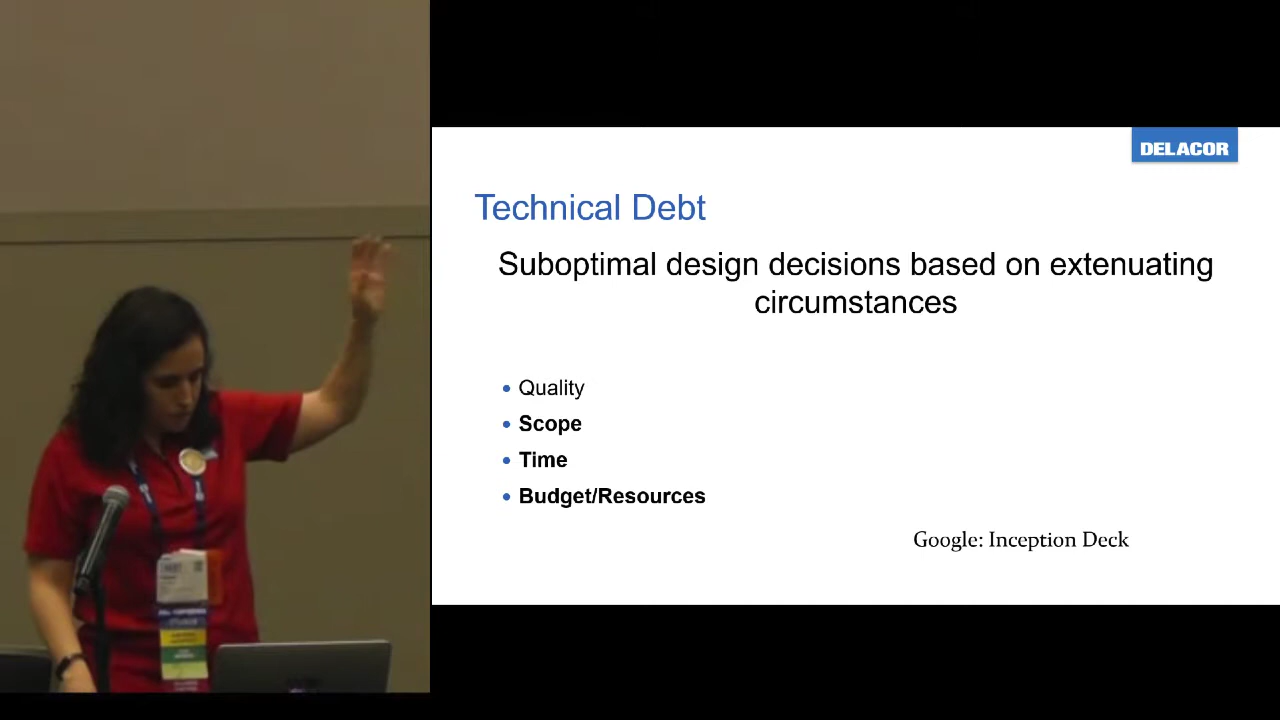 DELACOR
Technical Debt
Suboptimal design decisions based on extenuating
circumstances
• Quality
• Scope
• Time
• Budget/Resources
Google: Inception Deck